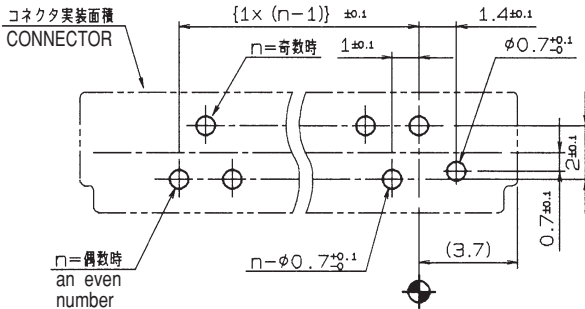 コネクタ実装面積
CONNECTOR
{1×(n-1)} ±0.1
1.4±0.1
n=奇数時
1±0.1
φ0.7+0.1-0
2±0.1
0.7±0.1
(3.7)
n=偶数時
an even
number
n-φ0.7+0.1-0